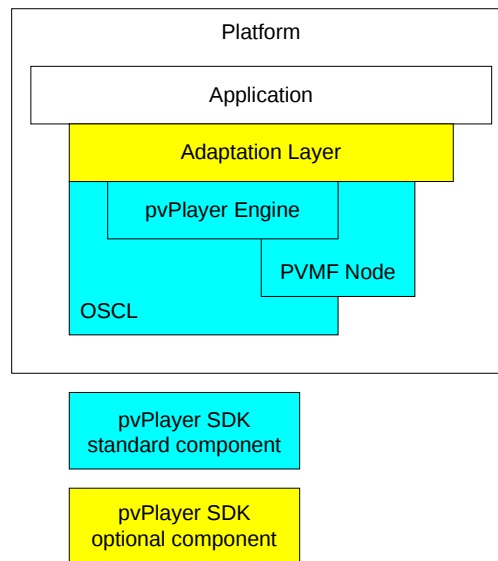 Platform
Application
Adaptation Layer
pvPlayer Engine
PVMF Node
OSCL
pvPlayer SDK
standard component
pvPlayer SDK
optional component